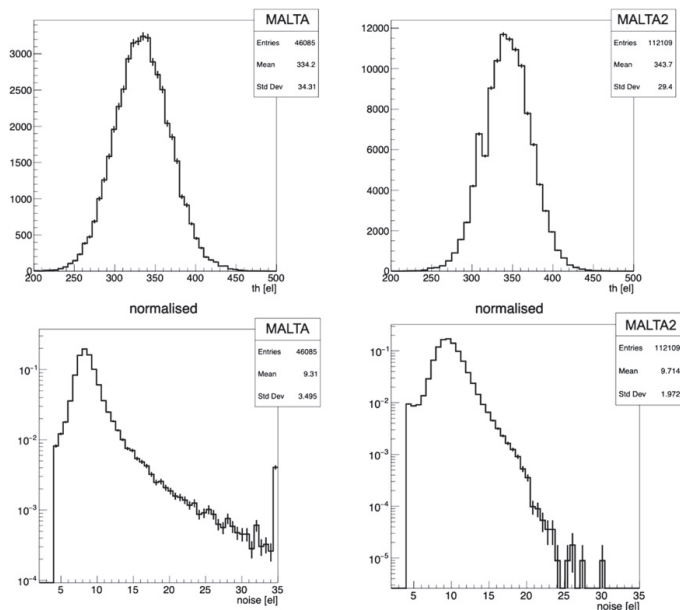 MALTA
Entries 46085
Mean 334.2
Std Dev 34.31
3000
2500
2000
1500
1000
500
0
200 250 300 350 400 450 500
th [el]
MALTA2
Entries 112109
Mean 343.7
Std Dev 29.4
12000
10000
8000
6000
4000
2000
0
200 250 300 350 400 450 500
th [el]
normalised
MALTA
Entries 46085
Mean 9.31
Std Dev 3.495
10⁻¹
10⁻²
10⁻³
10⁻⁴
5 10 15 20 25 30 35
noise [el]
normalised
MALTA2
Entries 112109
Mean 9.714
Std Dev 1.972
10⁻¹
10⁻²
10⁻³
10⁻⁴
10⁻⁵
5 10 15 20 25 30 35
noise [el]